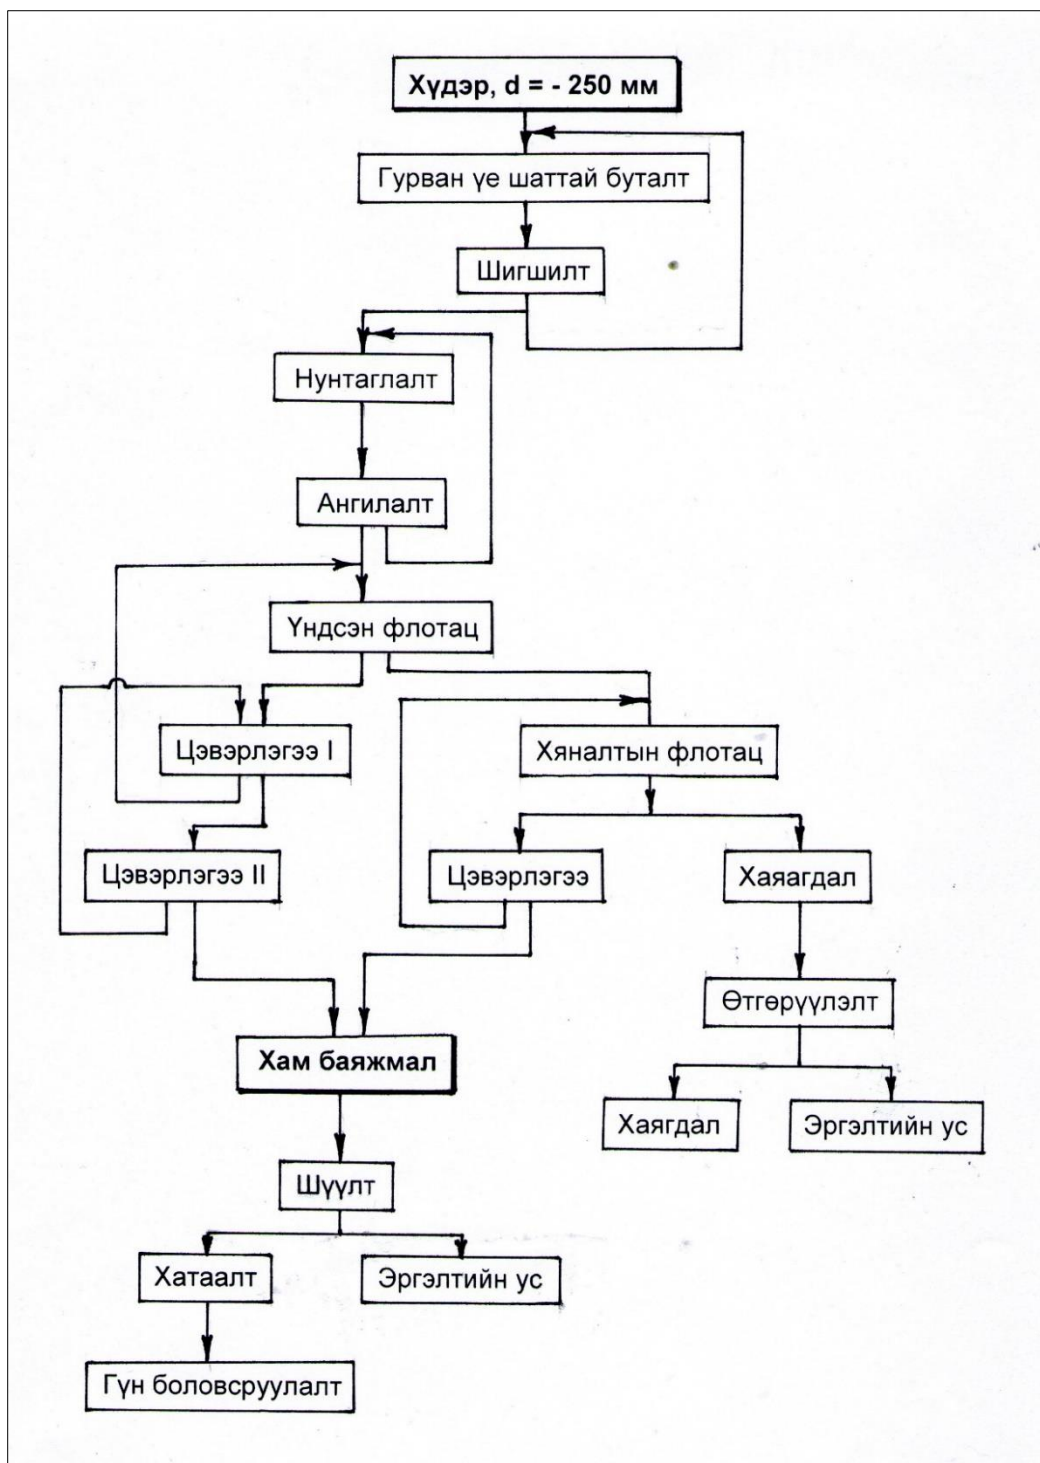 Хүдэр, d = - 250 мм
Гурван үе шаттай буталт
Шигшилт
Нунтаглалт
Ангилалт
Үндсэн флотац
Цэвэрлэгээ I
Хяналтын флотац
Цэвэрлэгээ II
Цэвэрлэгээ
Хаяагдал
Өтгөрүүлэлт
Хам баяжмал
Хаягдал
Эргэлтийн ус
Шүүлт
Хатаалт
Эргэлтийн ус
Гүн боловсруулалт